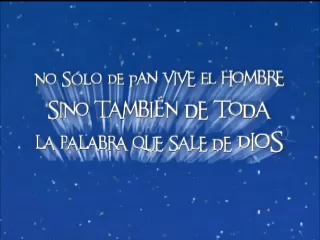 NO SÓLO DE PAN VIVE EL HOMBRE
SINO TAMBIÉN DE TODA
LA PALABRA QUE SALE DE DIOS